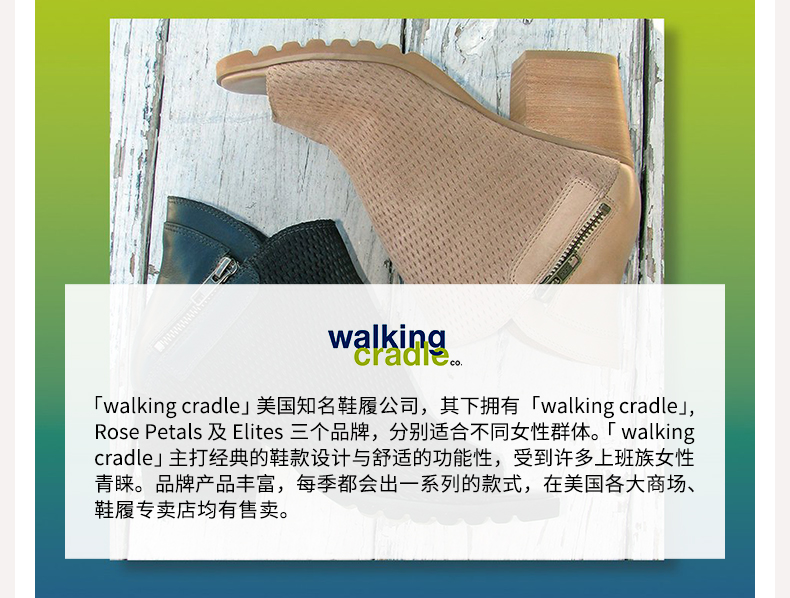 walking
cradle co.
「walking cradle」美国知名鞋履公司，其下拥有「walking cradle」,
Rose Petals 及 Elites 三个品牌，分别适合不同女性群体。「 walking
cradle」主打经典的鞋款设计与舒适的功能性，受到许多上班族女性
青睐。品牌产品丰富，每季都会出一系列的款式，在美国各大商场、
鞋履专卖店均有售卖。